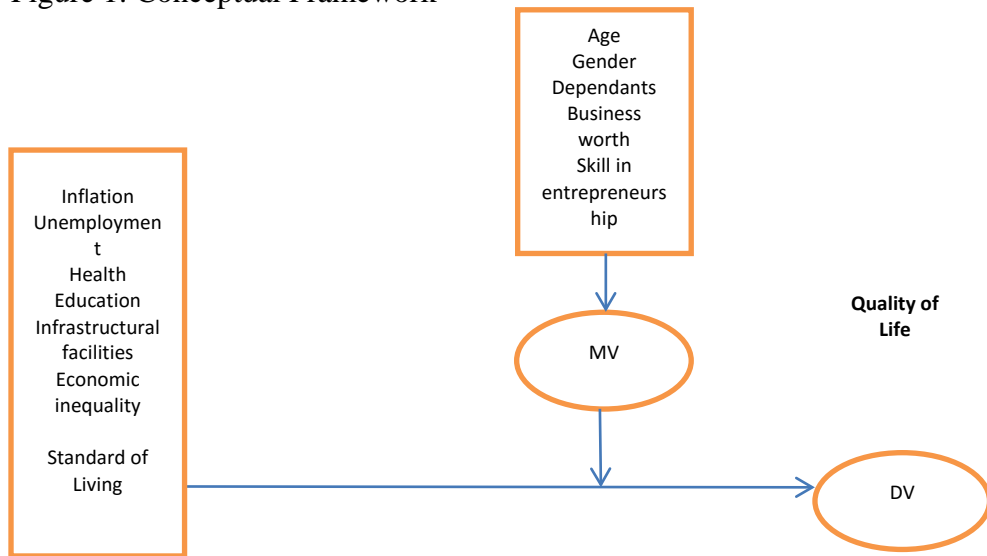 Figure 1: Conceptual Framework
Age
Gender
Dependants
Business
worth
Skill in
entrepreneurs
hip
Inflation
Unemploymen
t
Health
Education
Infrastructural
facilities
Economic
inequality
Standard of
Living
MV
Quality of
Life
DV